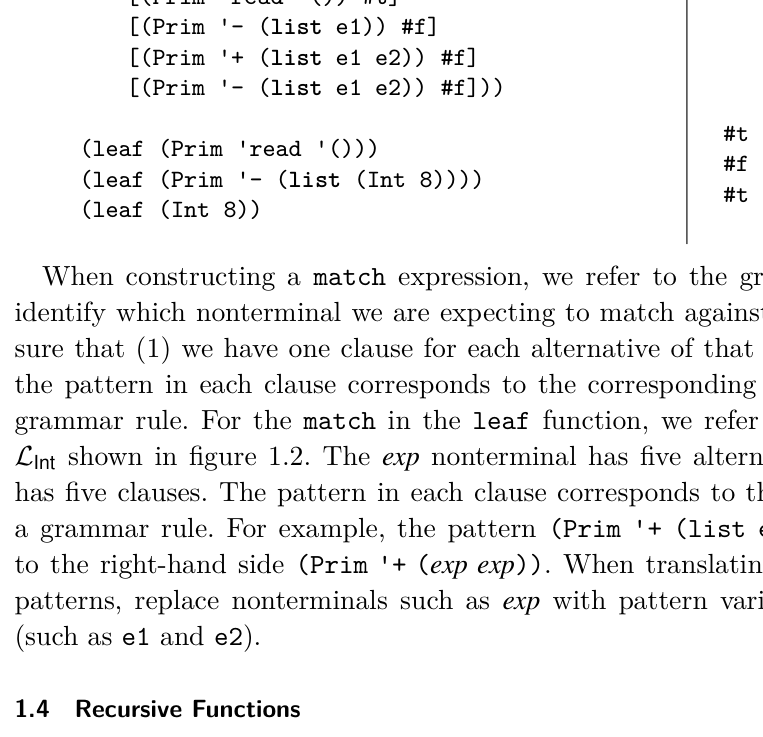 [(Prim 'read '()) #t]
[(Prim '- (list e1)) #f]
[(Prim '+ (list e1 e2)) #f]
[(Prim '- (list e1 e2)) #f]))
(leaf (Prim 'read '()))
(leaf (Prim '- (list (Int 8))))
(leaf (Int 8))
#t
#f
#t
When constructing a match expression, we refer to the gr
identify which nonterminal we are expecting to match against
sure that (1) we have one clause for each alternative of that
the pattern in each clause corresponds to the corresponding
grammar rule. For the match in the leaf function, we refer
ℒInt shown in figure 1.2. The exp nonterminal has five altern
has five clauses. The pattern in each clause corresponds to th
a grammar rule. For example, the pattern (Prim '+ (list e
to the right-hand side (Prim '+ (exp exp)). When translatin
patterns, replace nonterminals such as exp with pattern vari
(such as e1 and e2).
1.4 Recursive Functions